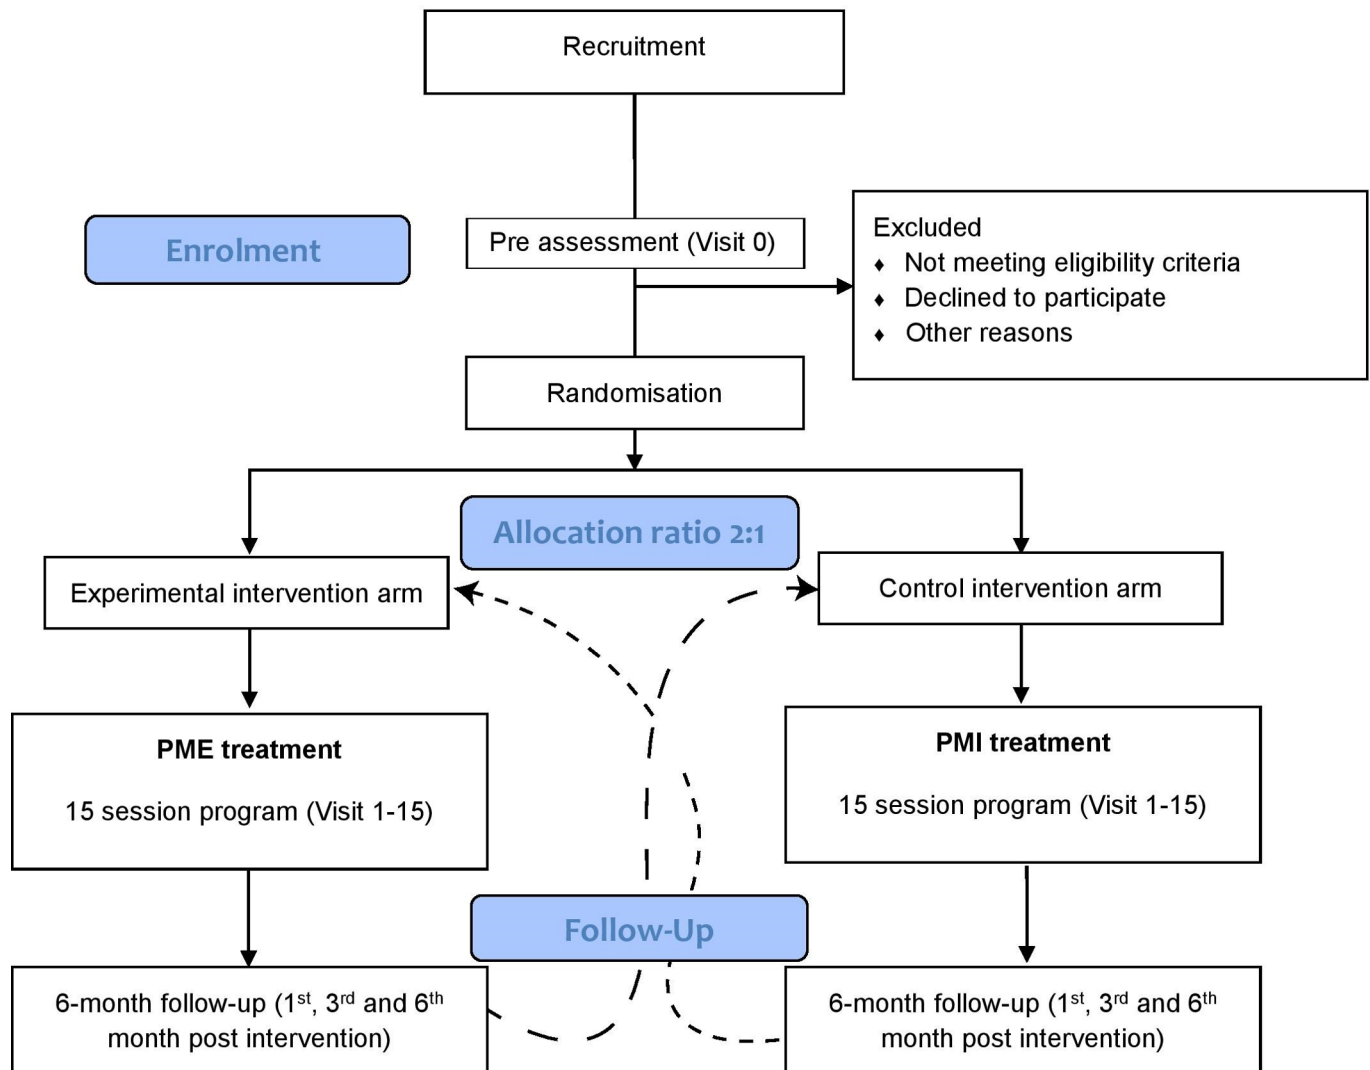 Recruitment
Enrolment
Pre assessment (Visit 0)
Excluded
♦ Not meeting eligibility criteria
♦ Declined to participate
♦ Other reasons
Randomisation
Allocation ratio 2:1
Experimental intervention arm
Control intervention arm
PME treatment
15 session program (Visit 1-15)
PMI treatment
15 session program (Visit 1-15)
Follow-Up
6-month follow-up (1st, 3rd and 6th
month post intervention)
6-month follow-up (1st, 3rd and 6th
month post intervention)